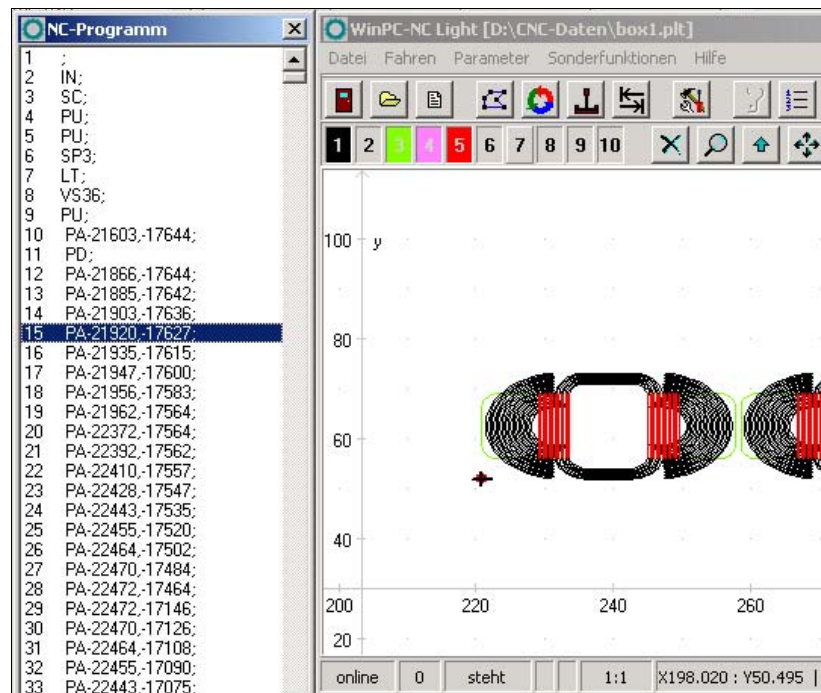 NC-Programm
1 ;
2 IN;
3 SC;
4 PU;
5 PU;
6 SP3;
7 LT;
8 VS36;
9 PU;
10 PA-21603,-17644;
11 PD;
12 PA-21866,-17644;
13 PA-21885,-17642;
14 PA-21903,-17636;
15 PA-21920,-17627;
16 PA-21935,-17615;
17 PA-21947,-17600;
18 PA-21956,-17583;
19 PA-21962,-17564;
20 PA-22372,-17564;
21 PA-22392,-17562;
22 PA-22410,-17557;
23 PA-22428,-17547;
24 PA-22443,-17535;
25 PA-22455,-17520;
26 PA-22464,-17502;
27 PA-22470,-17484;
28 PA-22472,-17464;
29 PA-22472,-17146;
30 PA-22470,-17126;
31 PA-22464,-17108;
32 PA-22455,-17090;
33 PA-22443,-17075;
WinPC-NC Light [D:\CNC-Daten\box1.plt]
Datei Fahren Parameter Sonderfunktionen Hilfe
1 2 3 4 5 6 7 8 9 10
100 y
80
60
40
200 220 240 260
20
online 0 steht 1:1 X198.020 : Y50.495